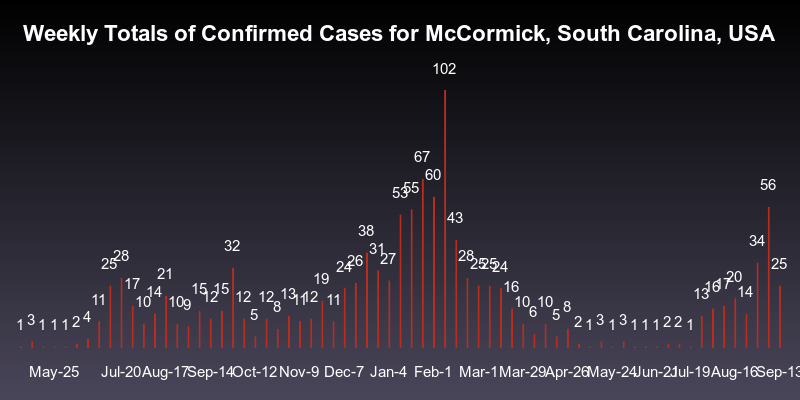 Weekly Totals of Confirmed Cases for McCormick, South Carolina, USA
1 3 1 1 1 2 4 11 25 28 17 10 14 21 10 9 15 12 15 32 12 5 12 8 13 11 12 19 11 24 26 38 31 27 53 55 67 60 102 43 28 25 25 24 16 10 6 10 5 8 2 1 3 1 3 1 1 1 2 2 1 13 16 17 20 14 34 56 25
May-25 Jul-20 Aug-17 Sep-14 Oct-12 Nov-9 Dec-7 Jan-4 Feb-1 Mar-1 Mar-29 Apr-26 May-24 Jun-21 Jul-19 Aug-16 Sep-13